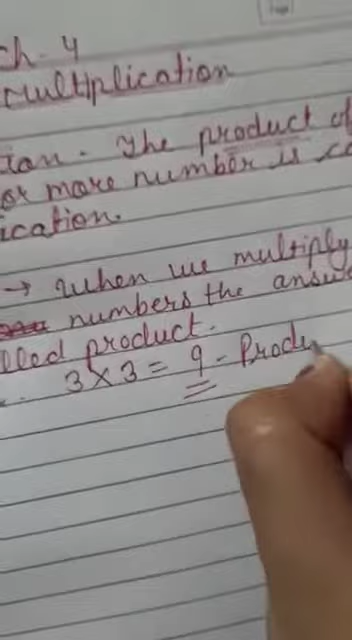 ch. 4
Multiplication
tion. The product of
or more number is co
ication.
→ When we multiply
numbers the answ
lled product.
3 × 3 = 9 - Produ